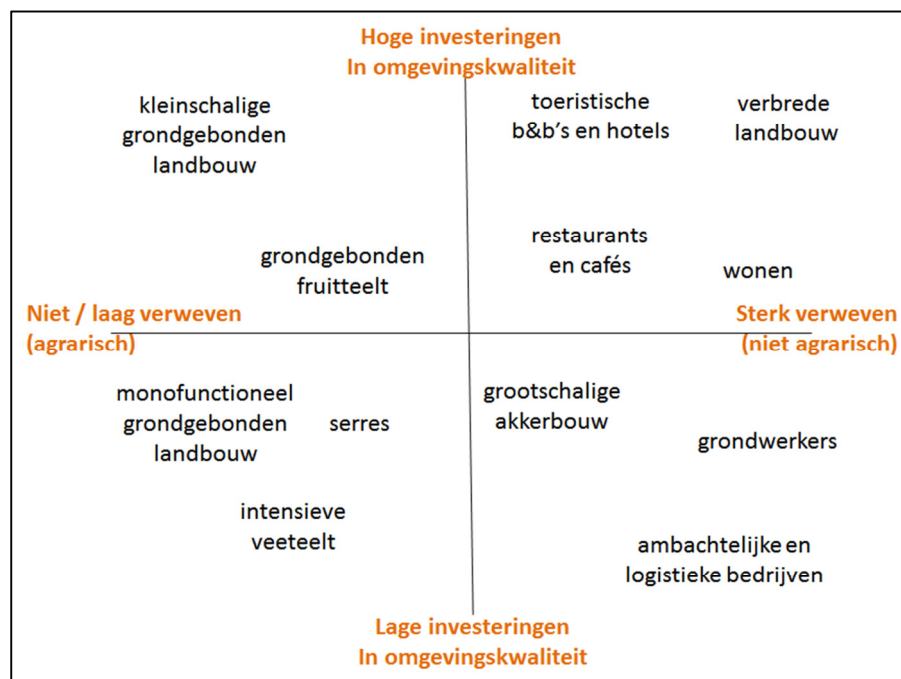 Hoge investeringen
In omgevingskwaliteit
kleinschalige
grondgebonden
landbouw
toeristische
b&b's en hotels
verbrede
landbouw
grondgebonden
fruitteelt
restaurants
en cafés
wonen
Niet / laag verweven
(agrarisch)
Sterk verweven
(niet agrarisch)
monofunctioneel
grondgebonden
landbouw
serres
grootschalige
akkerbouw
grondwerkers
intensieve
veeteelt
ambachtelijke en
logistieke bedrijven
Lage investeringen
In omgevingskwaliteit